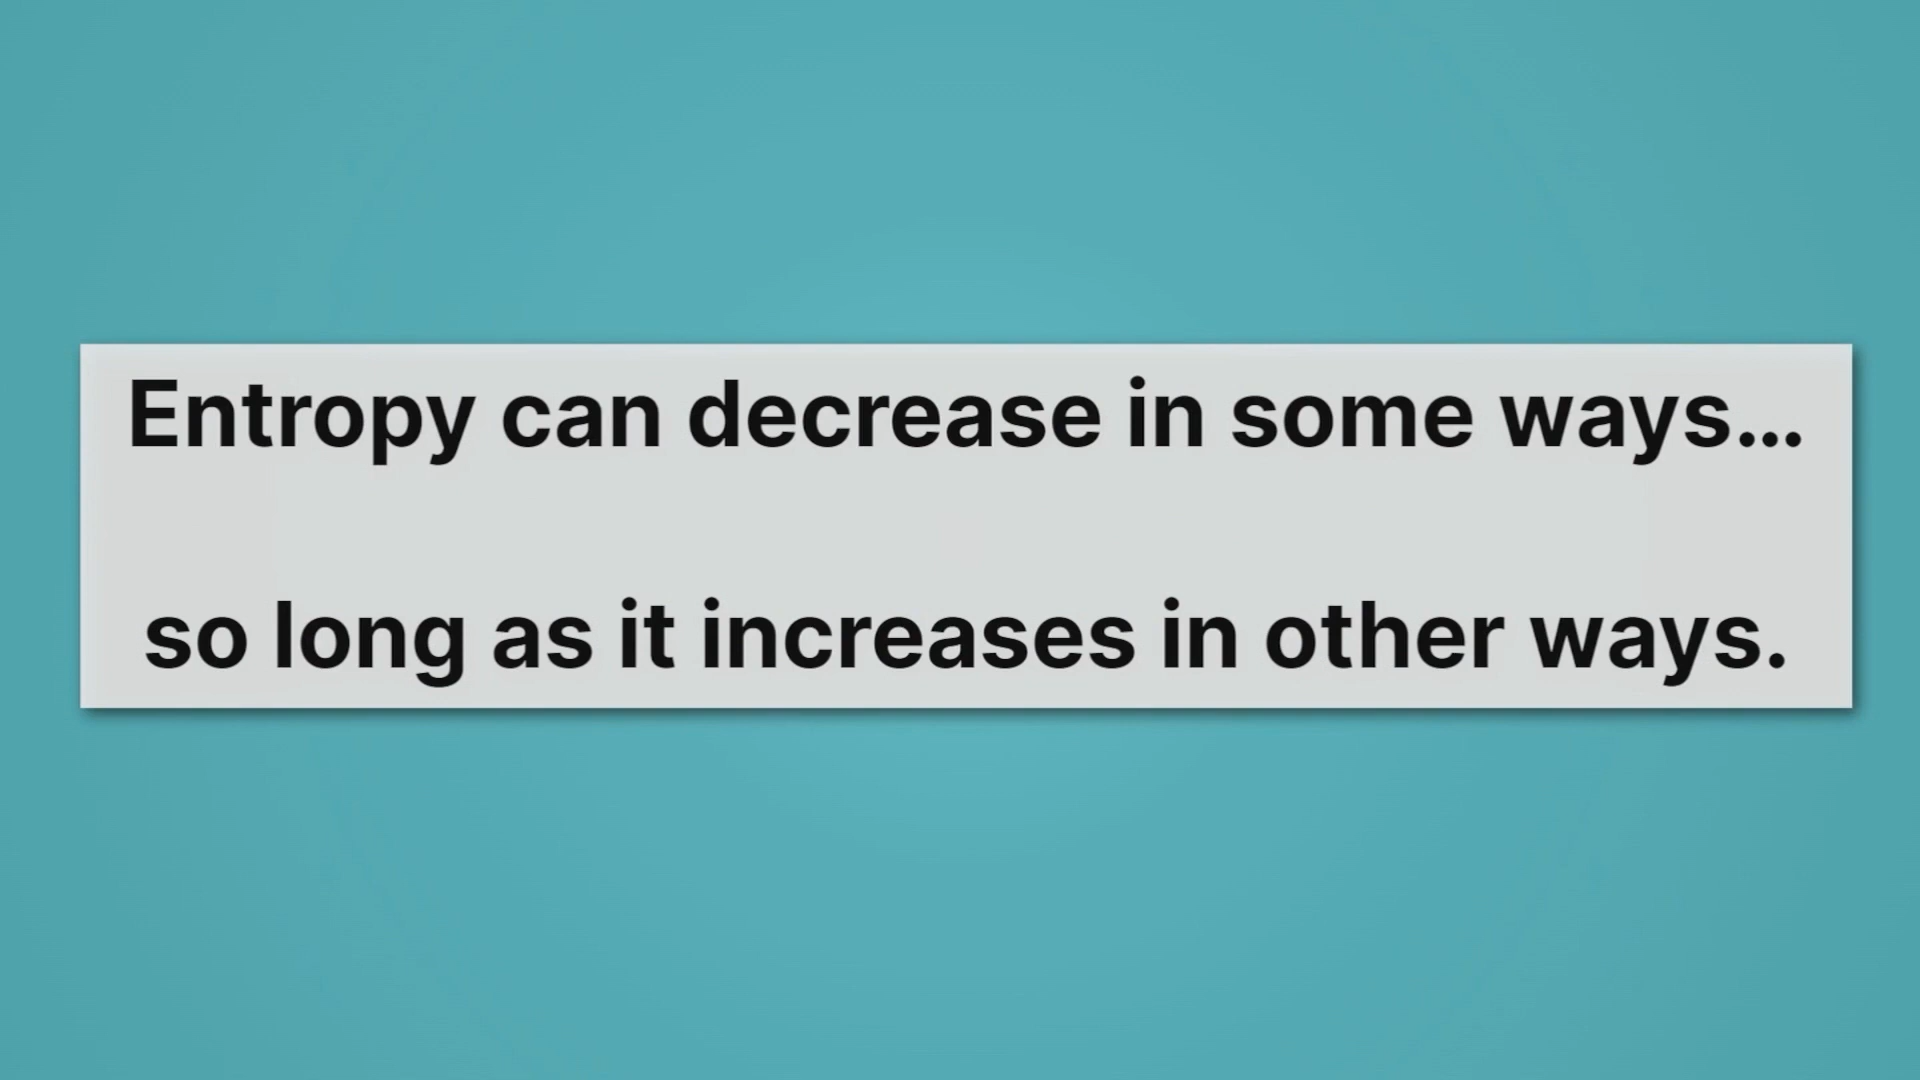 Entropy can decrease in some ways...
so long as it increases in other ways.